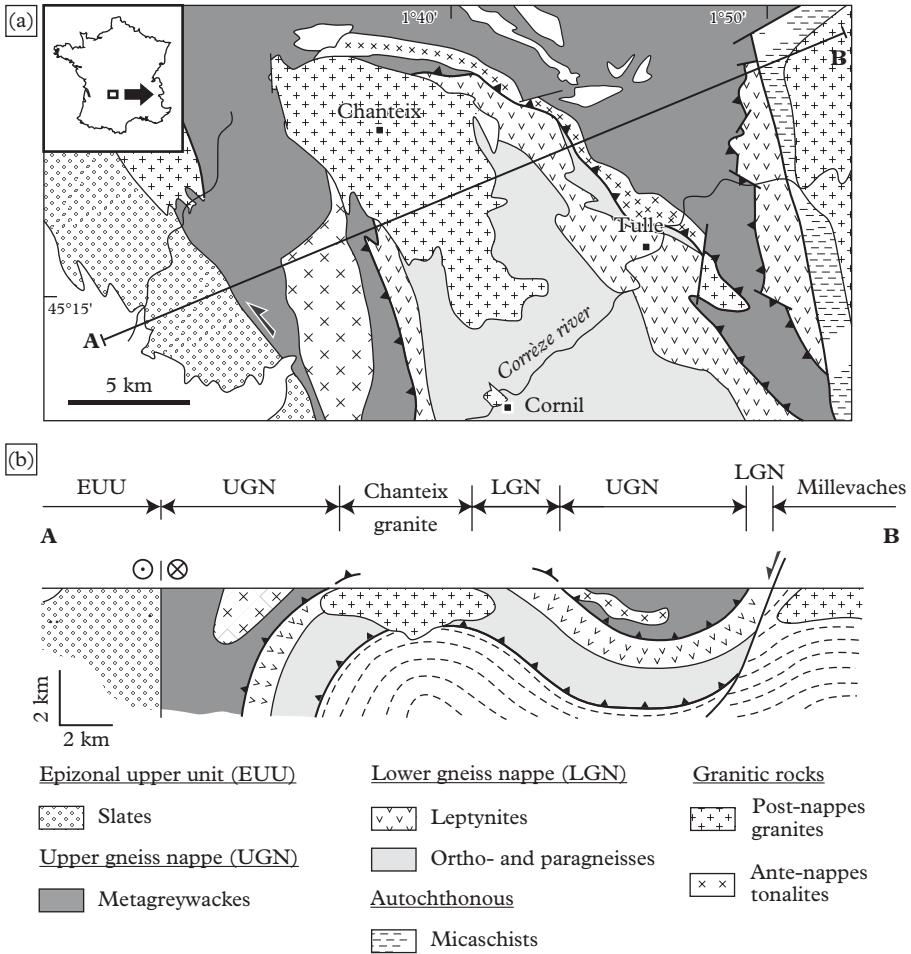 (a)
1°40'
1°50'
B
Chanteix
Tulle
45°15'
A
Corrèze river
5 km
Cornil
(b)
EUU
UGN
Chanteix
granite
LGN
UGN
LGN
Millevaches
A
B
2 km
2 km
Epizonal upper unit (EUU)
Slates
Upper gneiss nappe (UGN)
Metagreywackes
Lower gneiss nappe (LGN)
Leptynites
Ortho- and paragneisses
Autochthonous
Micaschists
Granitic rocks
Post-nappes
granites
Ante-nappes
tonalites